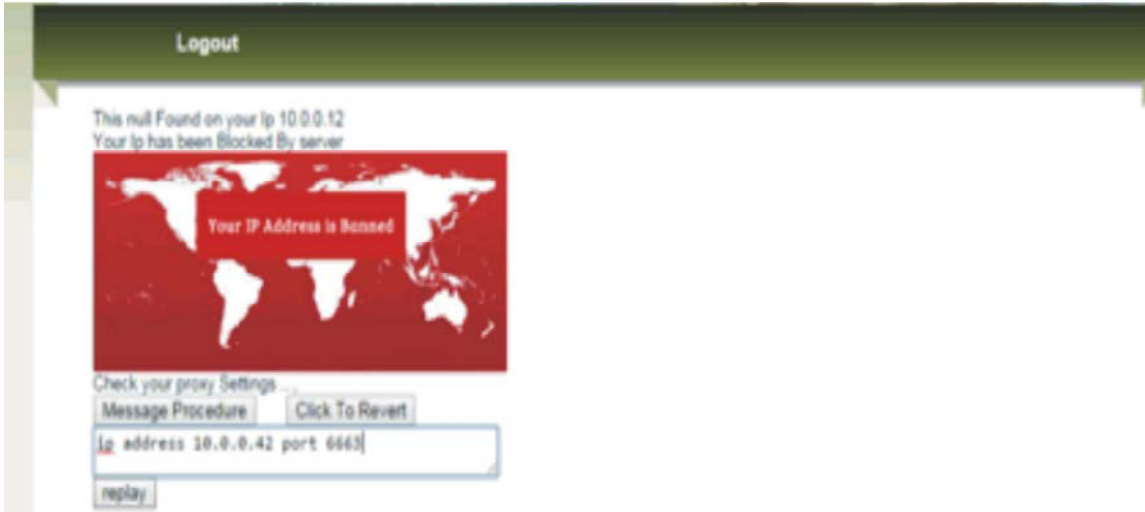 Logout
This null Found on your Ip 10.0.0.12
Your Ip has been Blocked By server
Your IP Address is Banned
Check your proxy Settings ....
Message Procedure Click To Revert
ip address 10.0.0.42 port 6663
replay